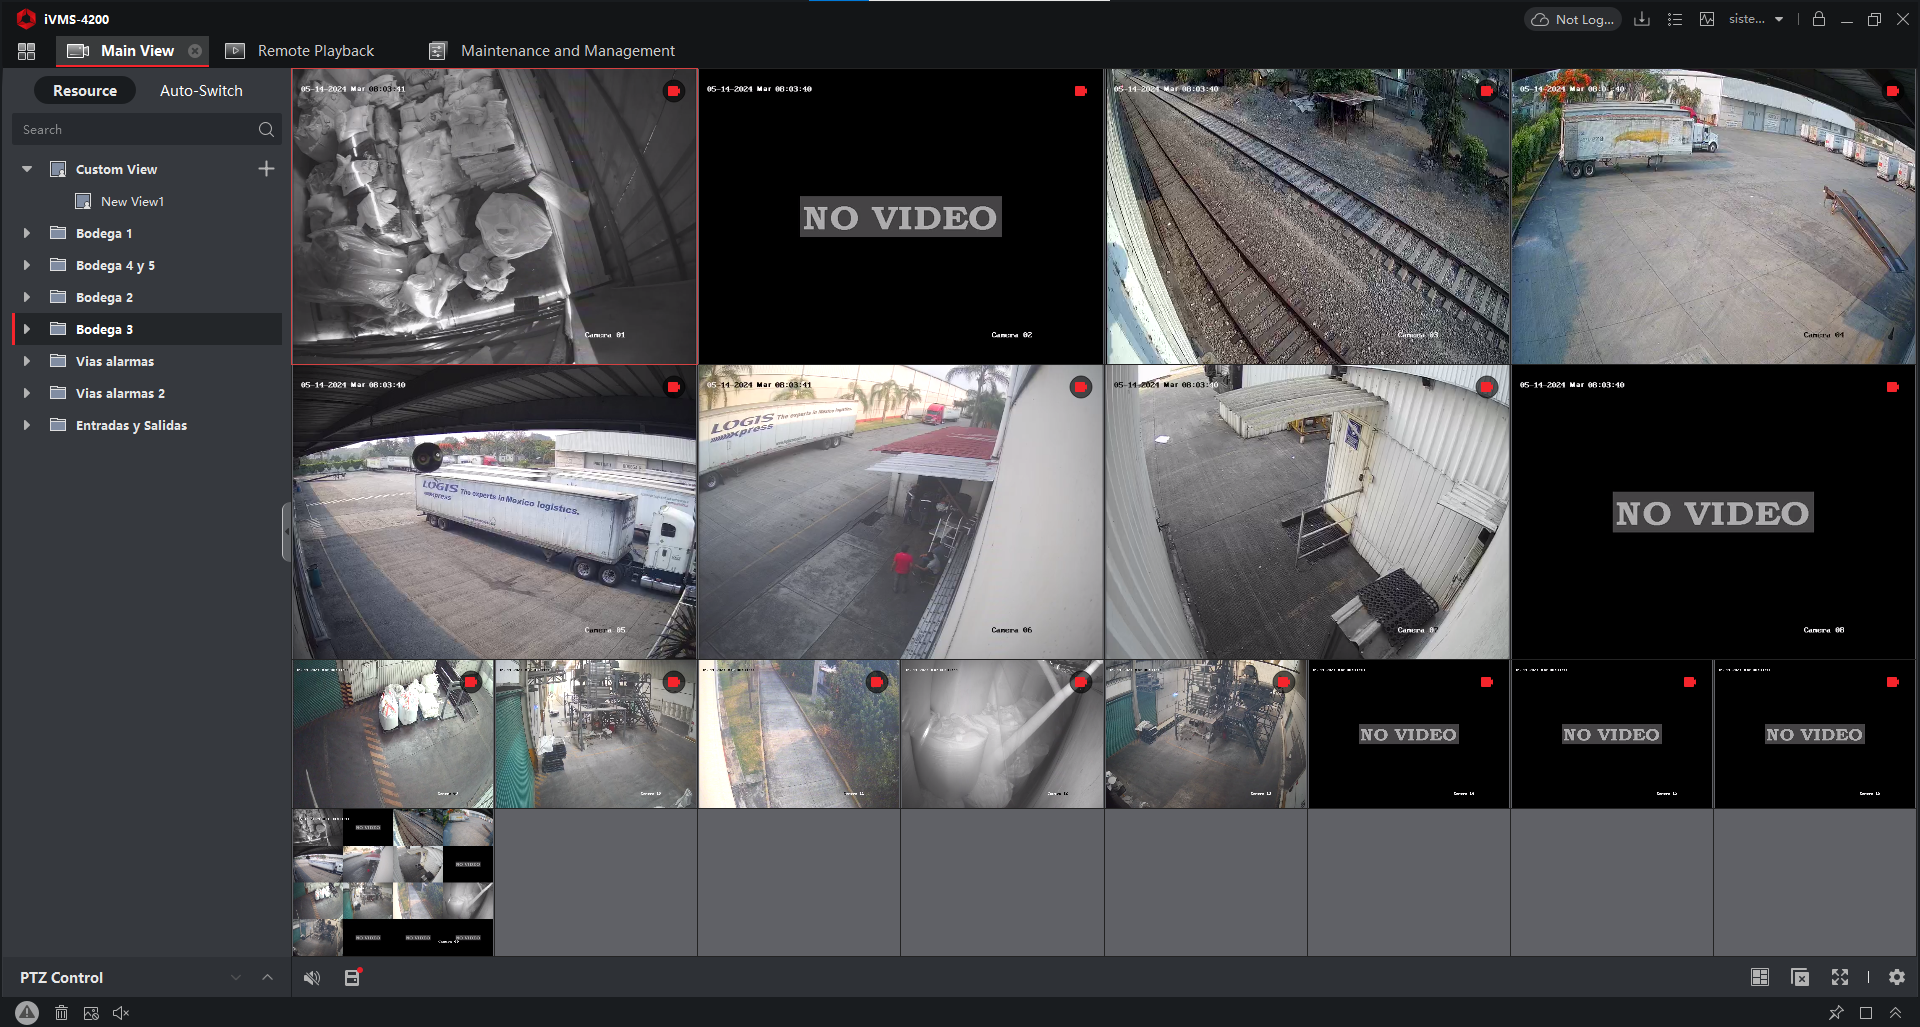 iVMS-4200
Not Log...
siste...
Main View
Remote Playback
Maintenance and Management
Resource
Auto-Switch
Search
Custom View
New View1
Bodega 1
Bodega 4 y 5
Bodega 2
Bodega 3
Vias alarmas
Vias alarmas 2
Entradas y Salidas
PTZ Control
05-14-2024 Mar 08:03:41
Camera 01
05-14-2024 Mar 08:03:40
NO VIDEO
Camera 02
05-14-2024 Mar 08:03:40
Camera 03
05-14-2024 Mar 08:03:40
Camera 04
05-14-2024 Mar 08:03:40
LOGIS
xpress
The experts in Mexico logistics.
Camera 05
05-14-2024 Mar 08:03:41
LOGIS
xpress
The experts in Mexico logistics.
Camera 06
05-14-2024 Mar 08:03:40
Camera 07
05-14-2024 Mar 08:03:40
NO VIDEO
Camera 08
NO VIDEO
NO VIDEO
NO VIDEO
NO VIDEO
NO VIDEO
NO VIDEO
NO VIDEO
NO VIDEO